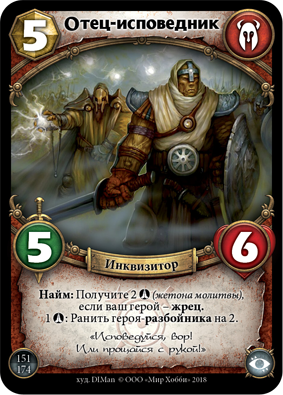 5 Отец-исповедник
5 6
Инквизитор
Найм: Получите 2 (жетона молитвы),
если ваш герой – жрец.
1 : Ранить героя-разбойника на 2.
«Исповедуйся, вор!
Или прощайся с рукой!»
151
174
худ. DIMan © ООО «Мир Хобби» 2018